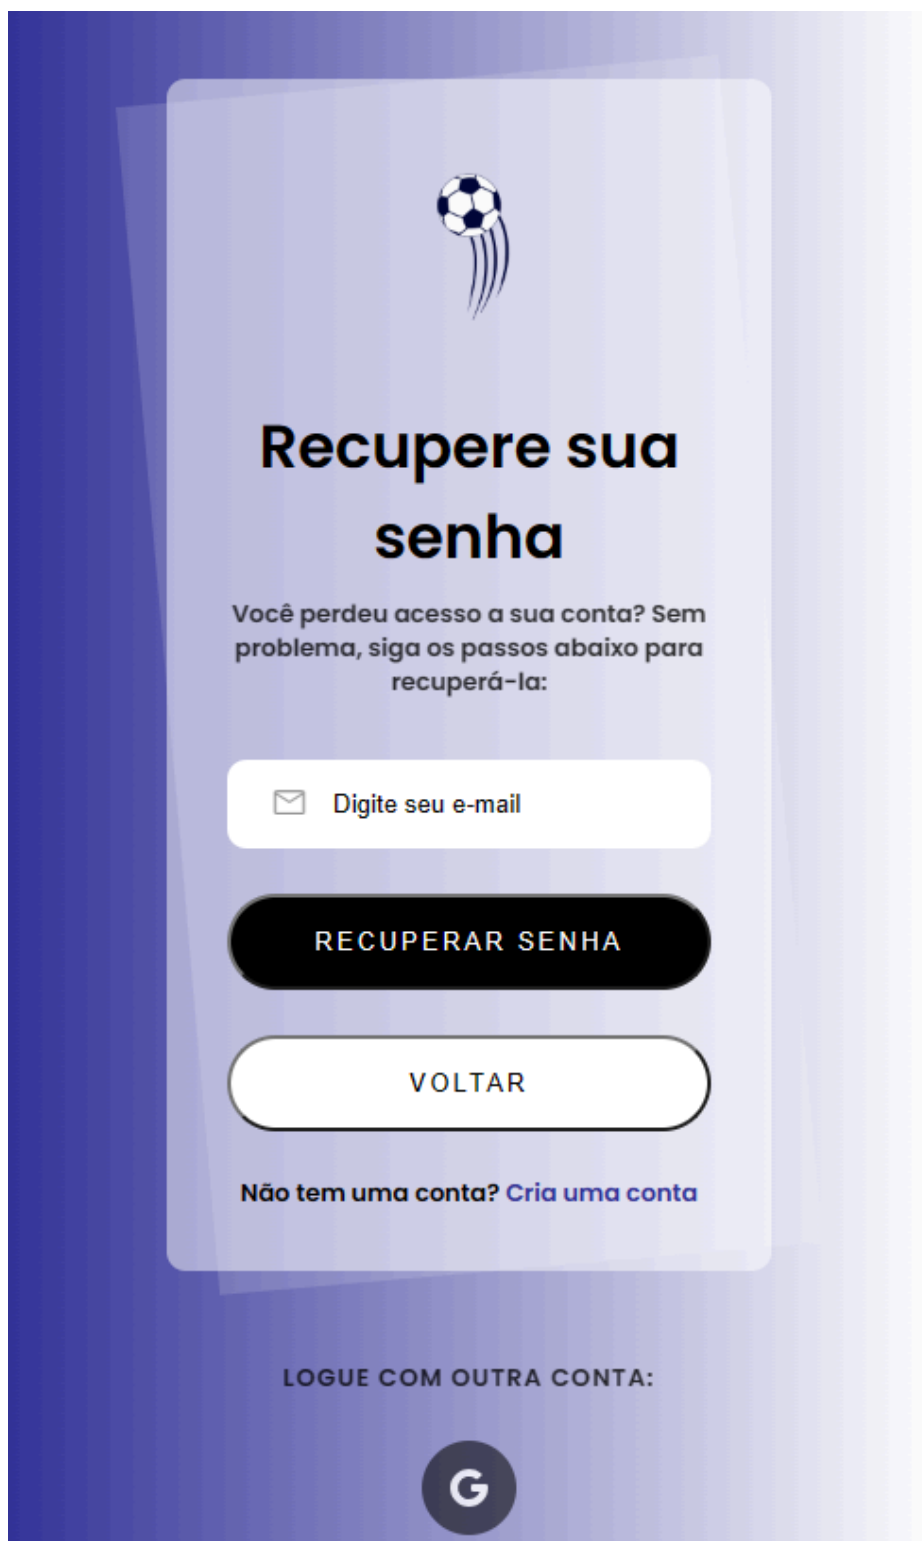 Recupere sua
senha
Você perdeu acesso a sua conta? Sem
problema, siga os passos abaixo para
recuperá-la:
Digite seu e-mail
RECUPERAR SENHA
VOLTAR
Não tem uma conta? Cria uma conta
LOGUE COM OUTRA CONTA:
G